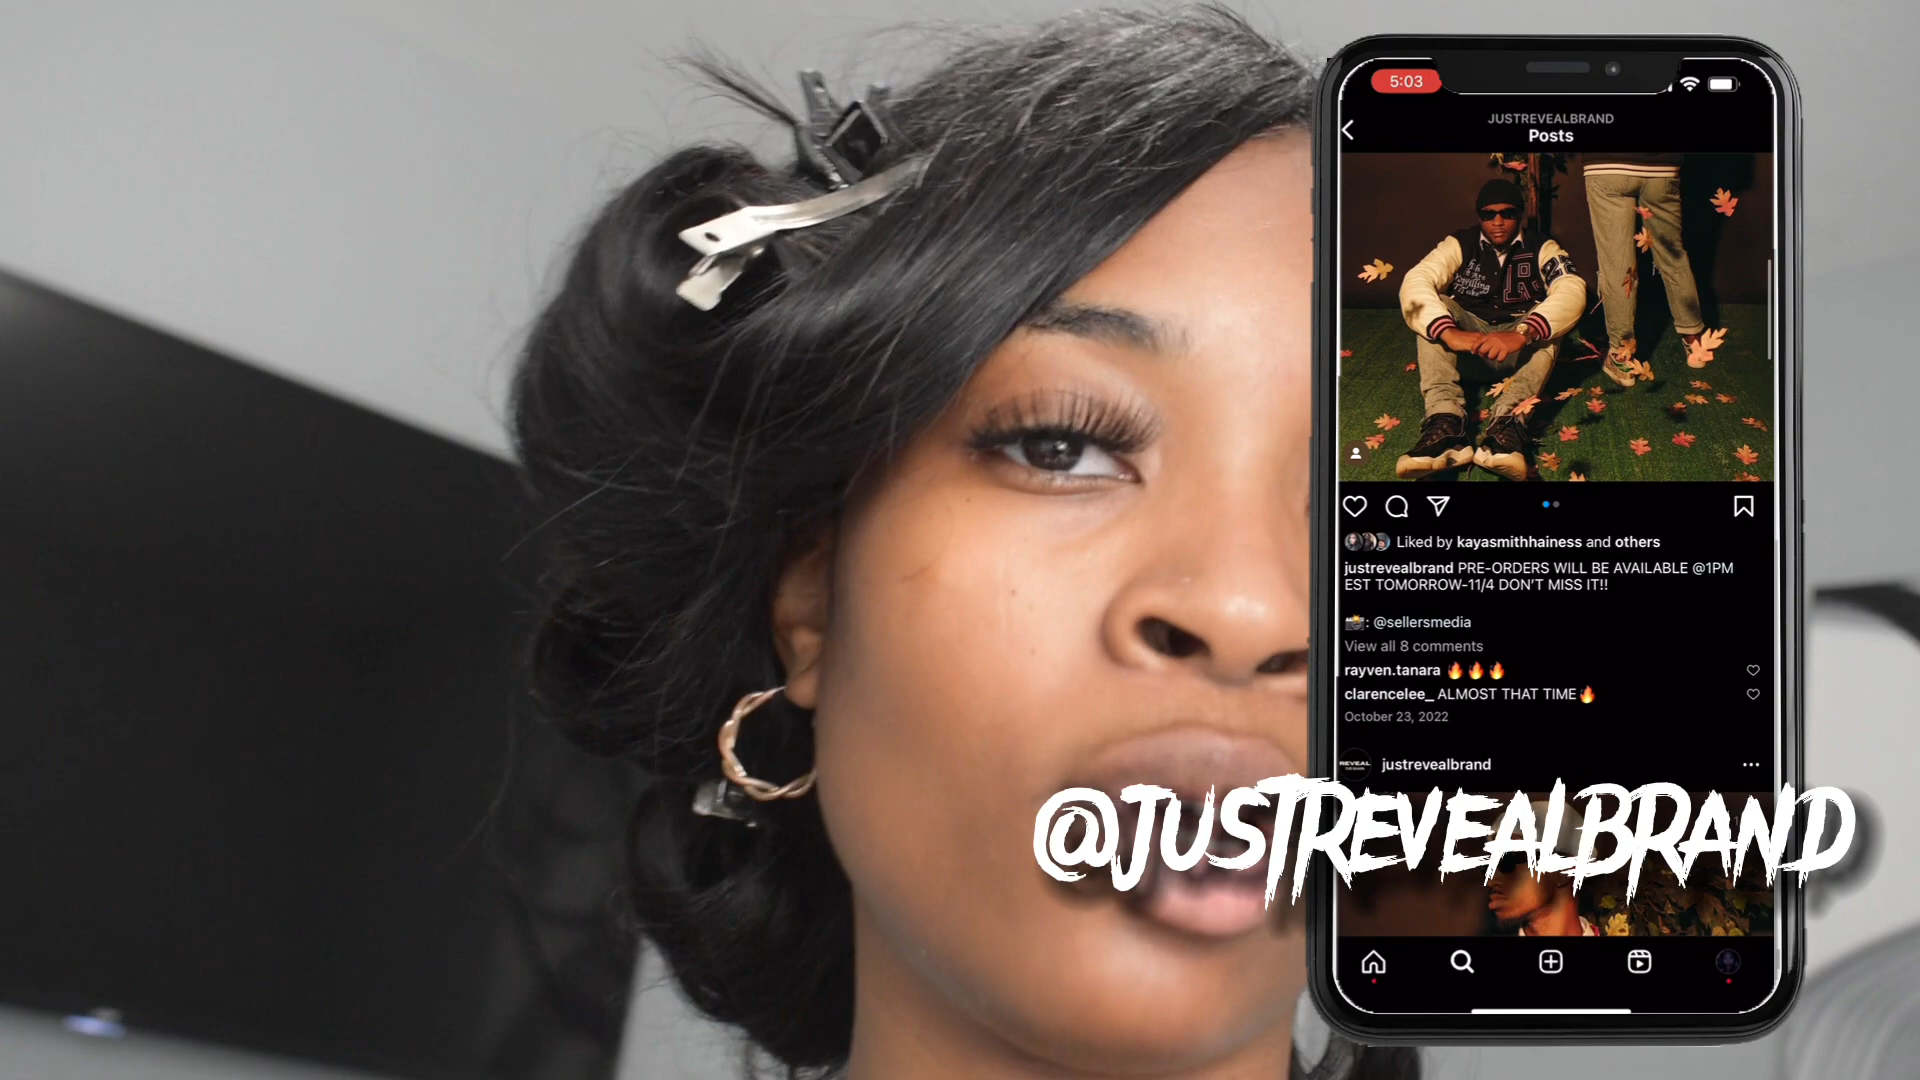 5:03
JUSTREVEALBRAND
Posts
Liked by kayasmithhainess and others
justrevealbrand PRE-ORDERS WILL BE AVAILABLE @1PM
EST TOMORROW-11/4 DON'T MISS IT!!
📸: @sellersmedia
View all 8 comments
rayven.tanara 🔥🔥🔥
clarencelee_ ALMOST THAT TIME🔥
October 23, 2022
REVEAL
justrevealbrand
@JUSTREVEALBRAND